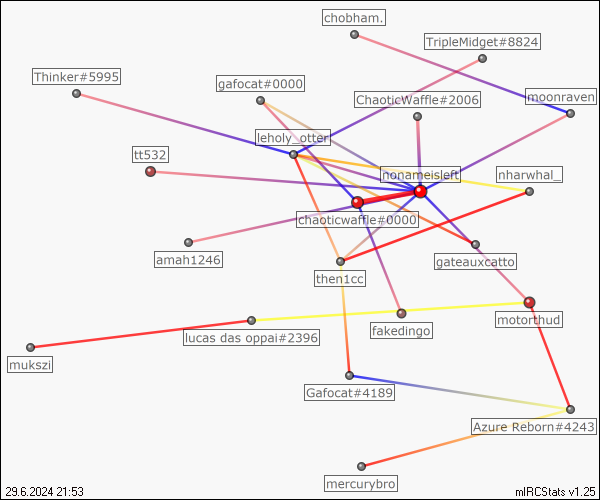 chobham.
TripleMidget#8824
Thinker#5995
gafocat#0000
ChaoticWaffle#2006
moonraven
leholy_otter
tt532
nonameisleft
nharwhal_.
chaoticwaffle#0000
amah1246
gateauxcatto
then1cc
motorthud
fakedingo
lucas das oppai#2396
mukszi
Gafocat#4189
Azure Reborn#4243
mercurybro
29.6.2024 21:53
mIRCStats v1.25